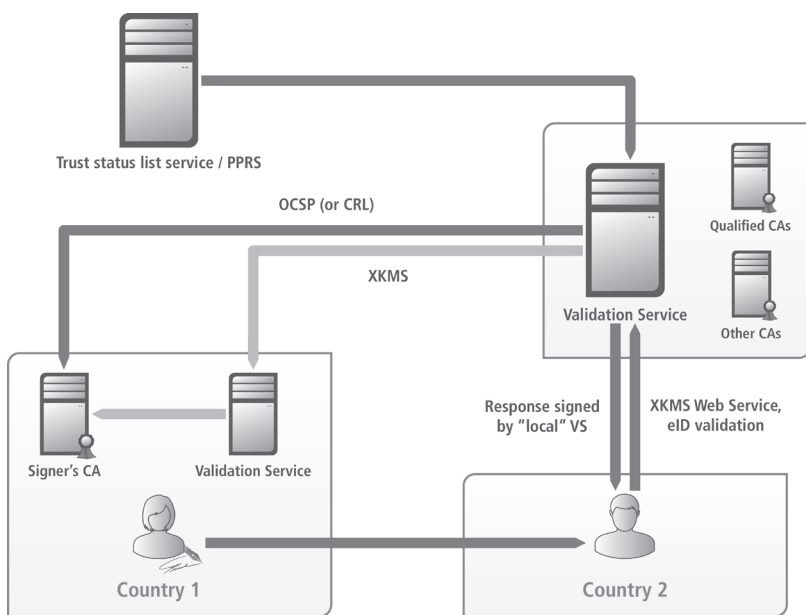 Trust status list service / PPRS
OCSP (or CRL)
XKMS
Qualified CAs
Other CAs
Validation Service
Response signed
by “local” VS
XKMS Web Service,
eID validation
Signer’s CA
Validation Service
Country 1
Country 2